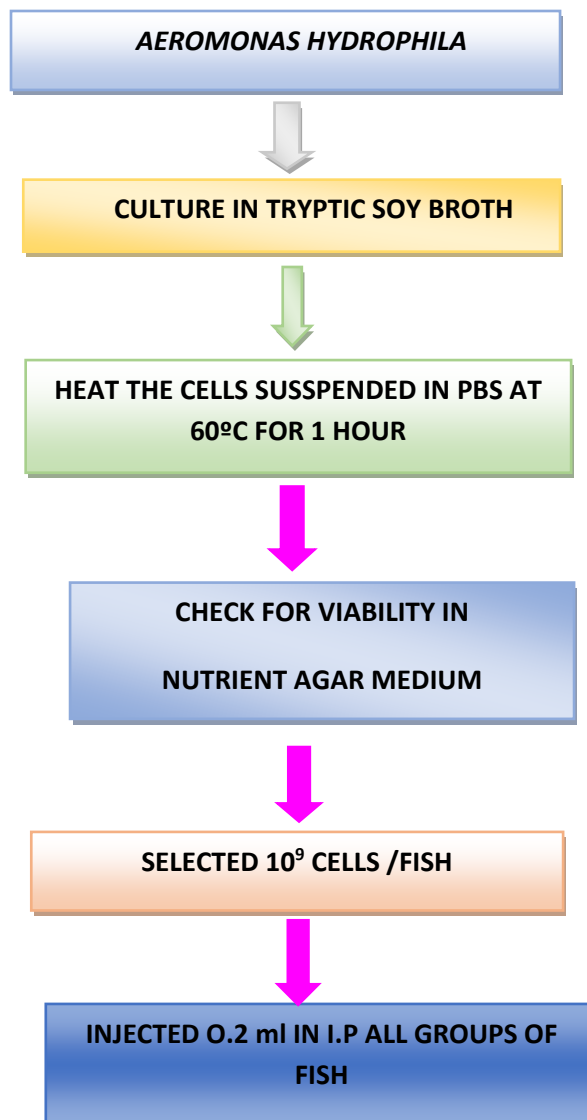 AEROMONAS HYDROPHILA
CULTURE IN TRYPTIC SOY BROTH
HEAT THE CELLS SUSSPENDED IN PBS AT
60ºC FOR 1 HOUR
CHECK FOR VIABILITY IN
NUTRIENT AGAR MEDIUM
SELECTED 10⁹ CELLS /FISH
INJECTED O.2 ml IN I.P ALL GROUPS OF
FISH